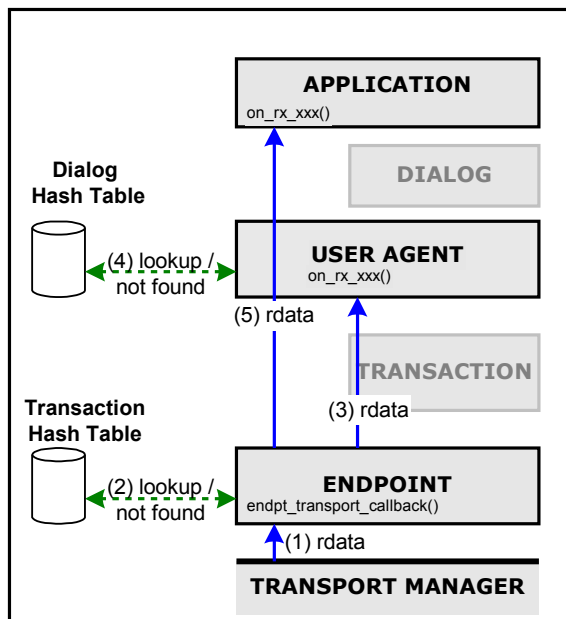 APPLICATION
on_rx_xxx()
Dialog
Hash Table
DIALOG
(4) lookup /
not found
USER AGENT
on_rx_xxx()
(5) rdata
TRANSACTION
(3) rdata
Transaction
Hash Table
(2) lookup /
not found
ENDPOINT
endpt_transport_callback()
(1) rdata
TRANSPORT MANAGER